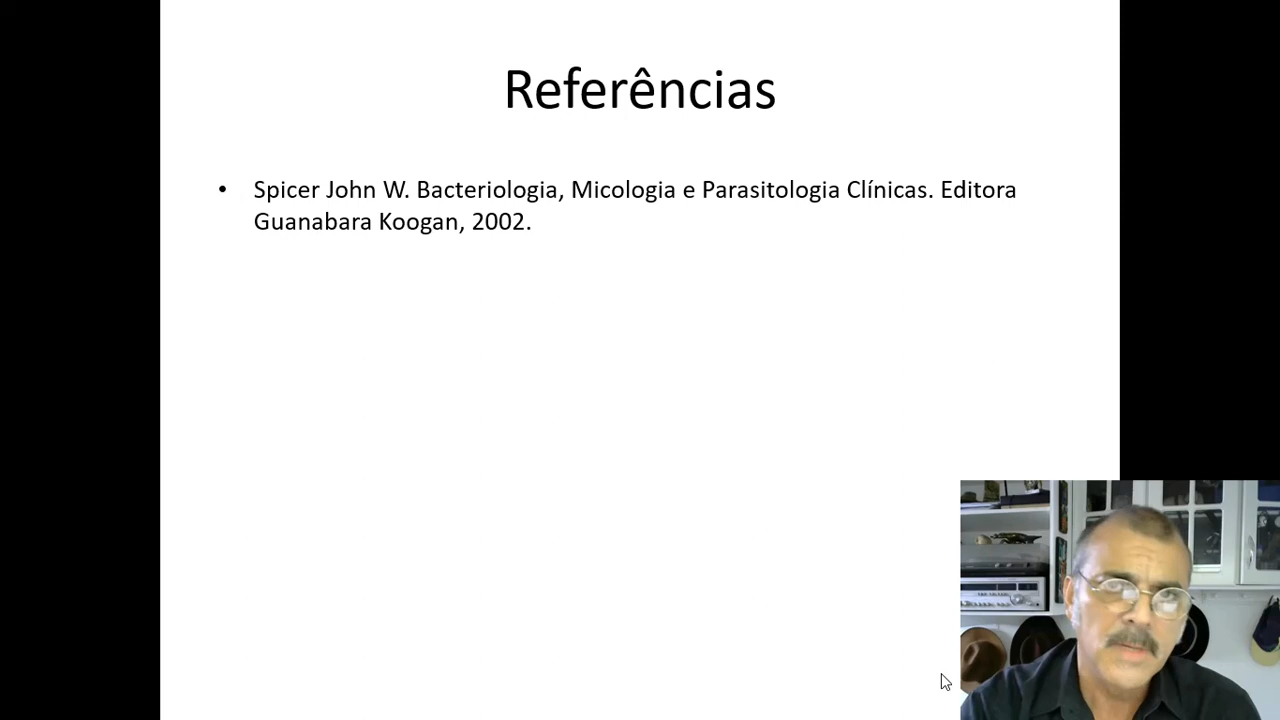 Referências
• Spicer John W. Bacteriologia, Micologia e Parasitologia Clínicas. Editora
Guanabara Koogan, 2002.